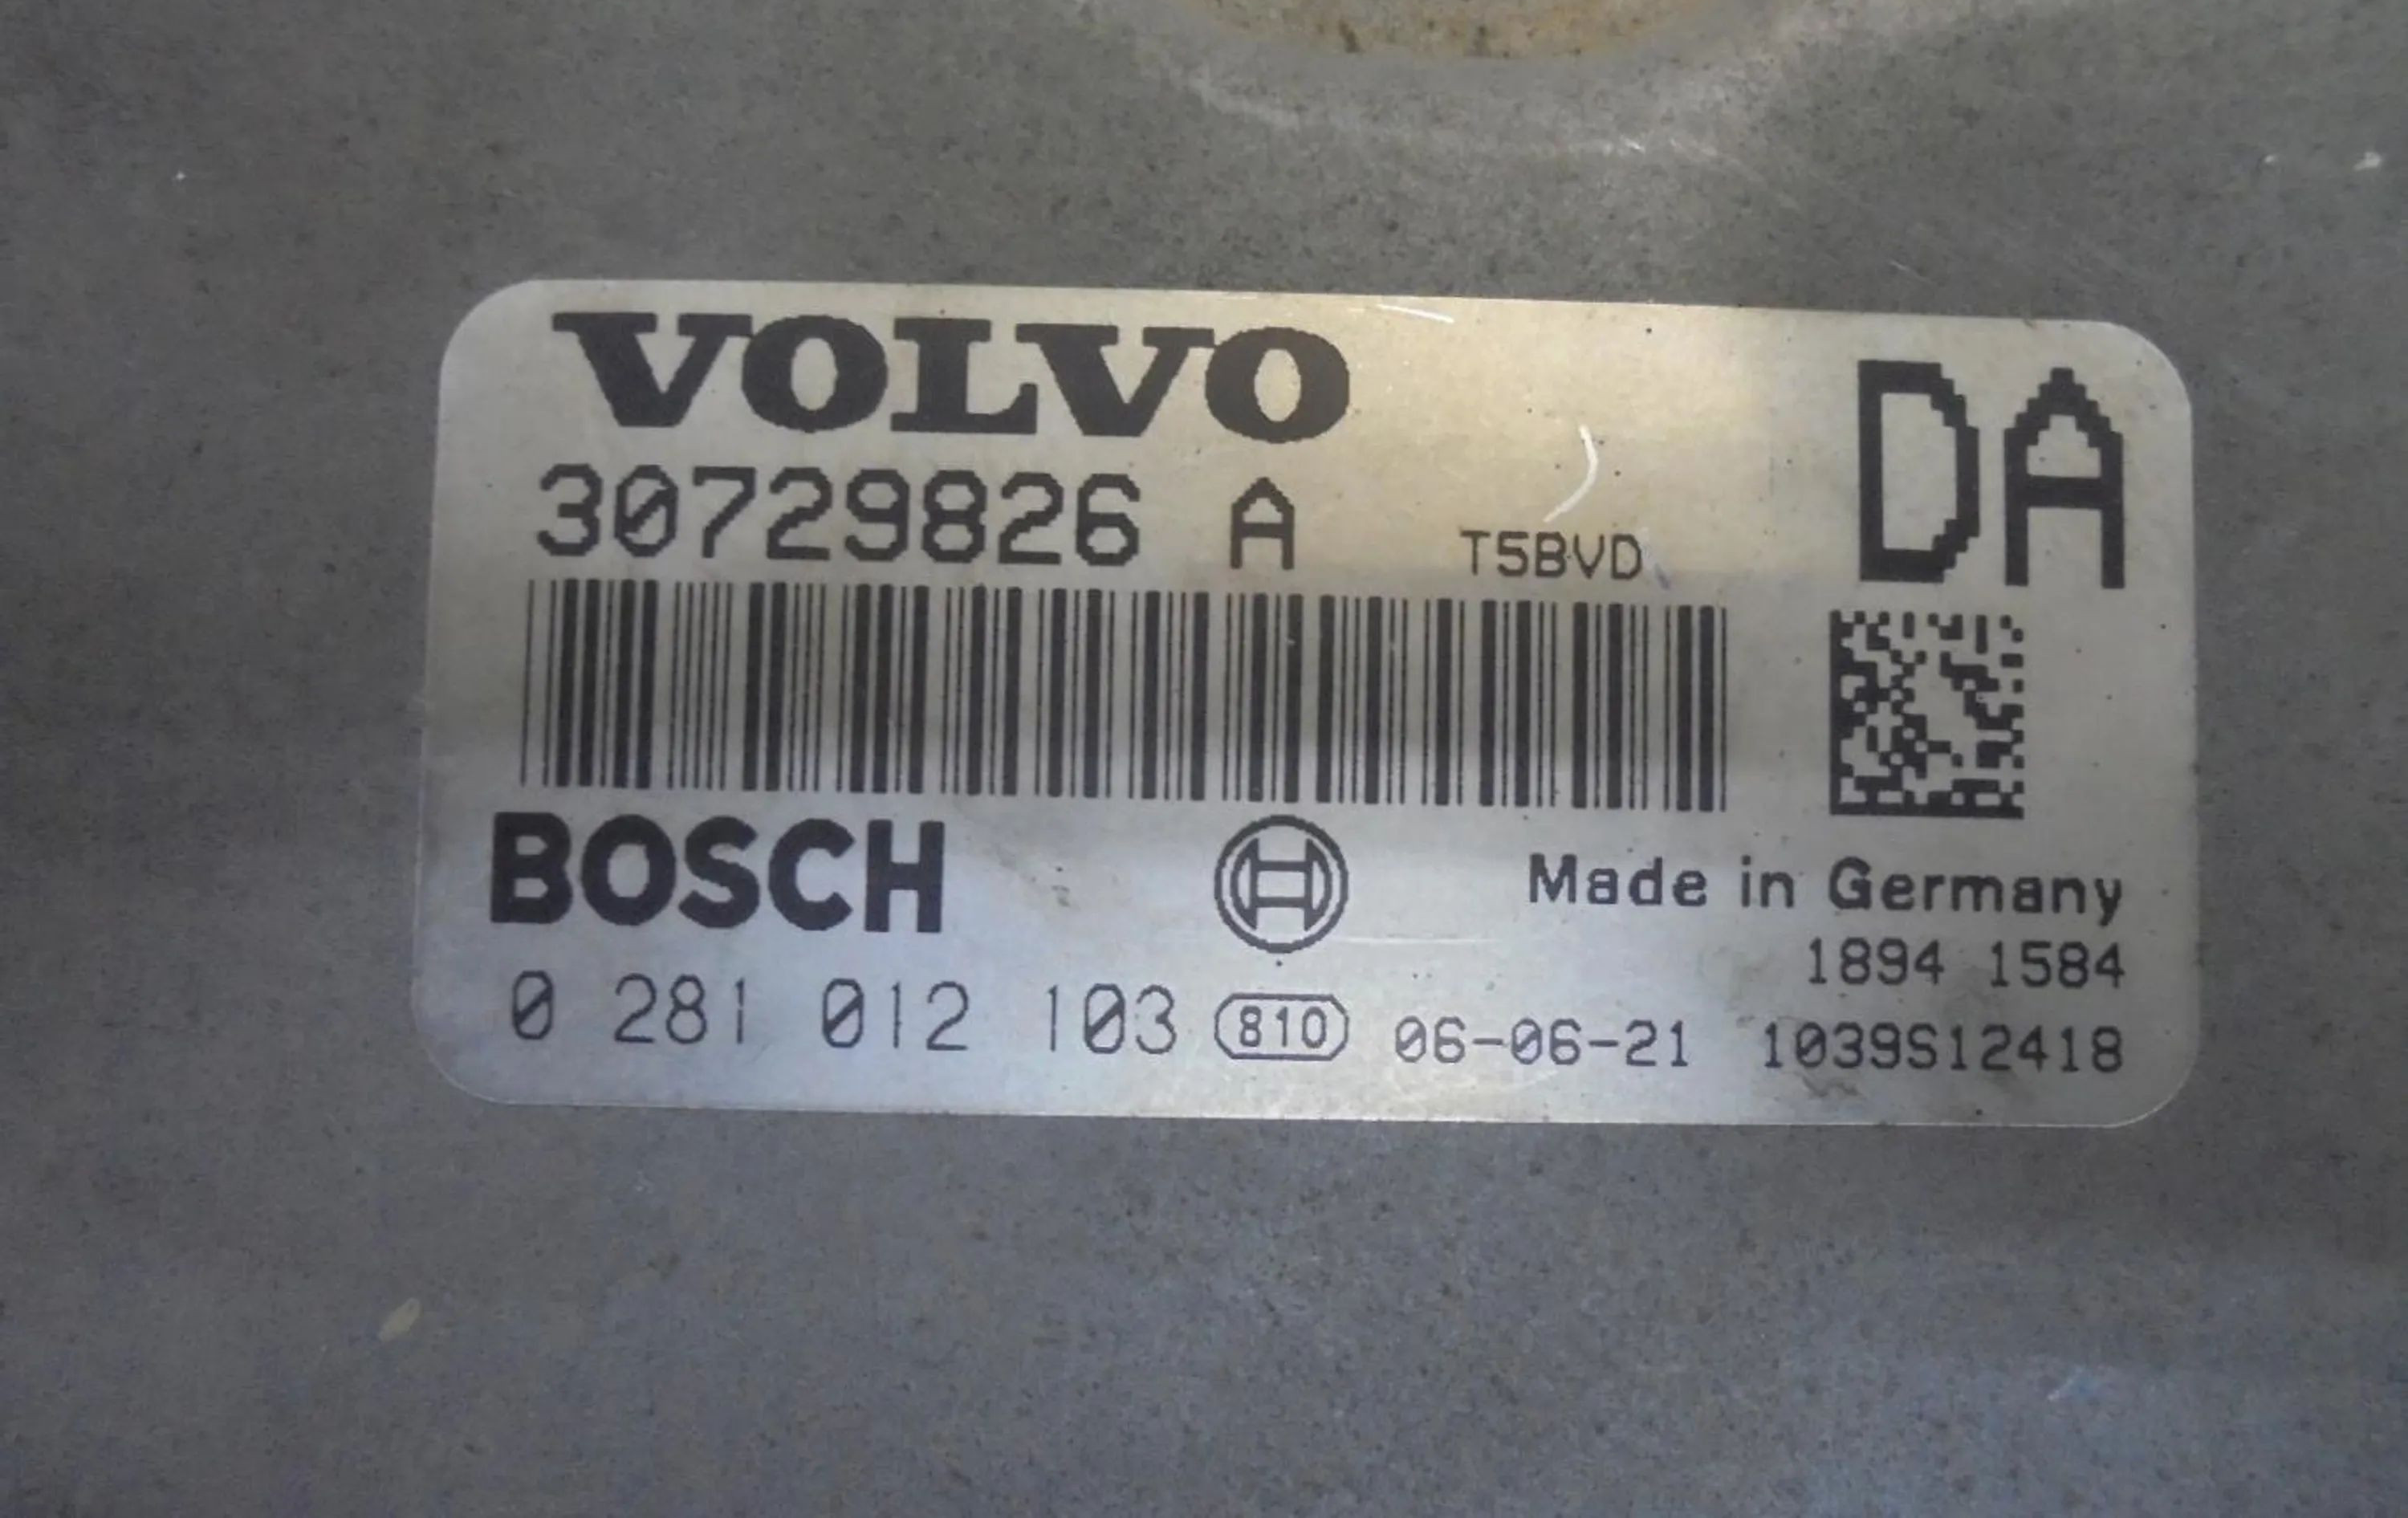 VOLVO
DA
30729826 A T5BVD
BOSCH
Made in Germany
1894 1584
0 281 012 103 810 06-06-21 1039S12418